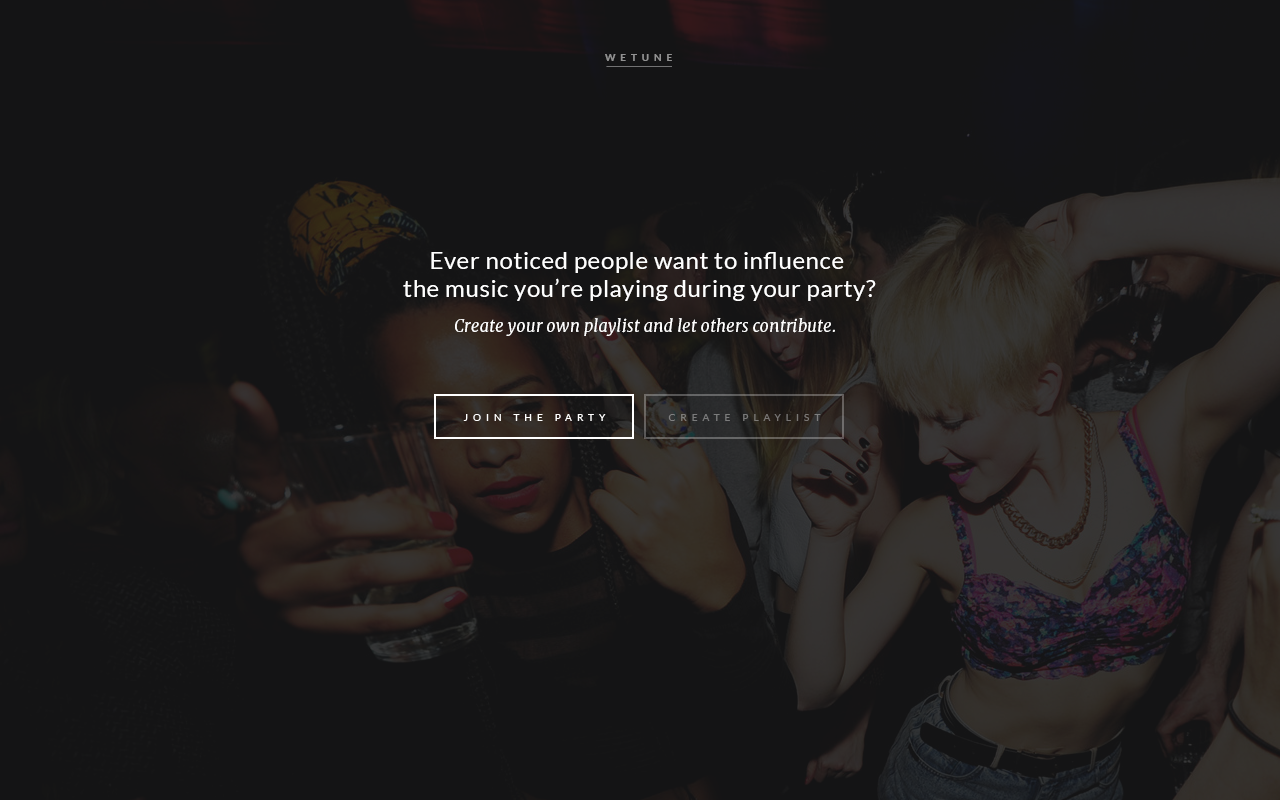 WETUNE
Ever noticed people want to influence
the music you’re playing during your party?
Create your own playlist and let others contribute.
JOIN THE PARTY
CREATE PLAYLIST